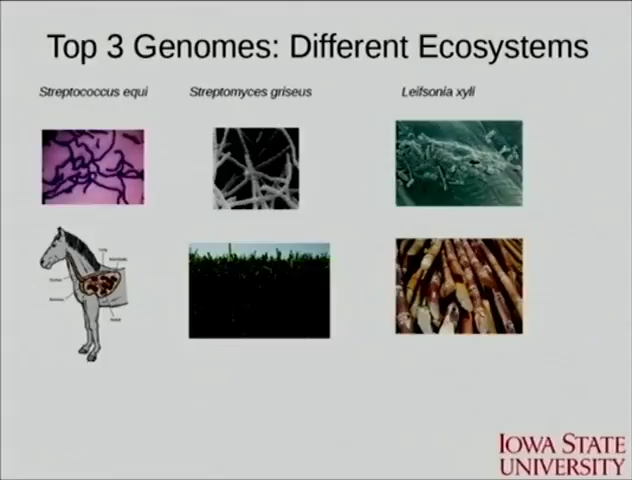 Top 3 Genomes: Different Ecosystems
Streptococcus equi
Streptomyces griseus
Leifsonia xyli
IOWA STATE
UNIVERSITY